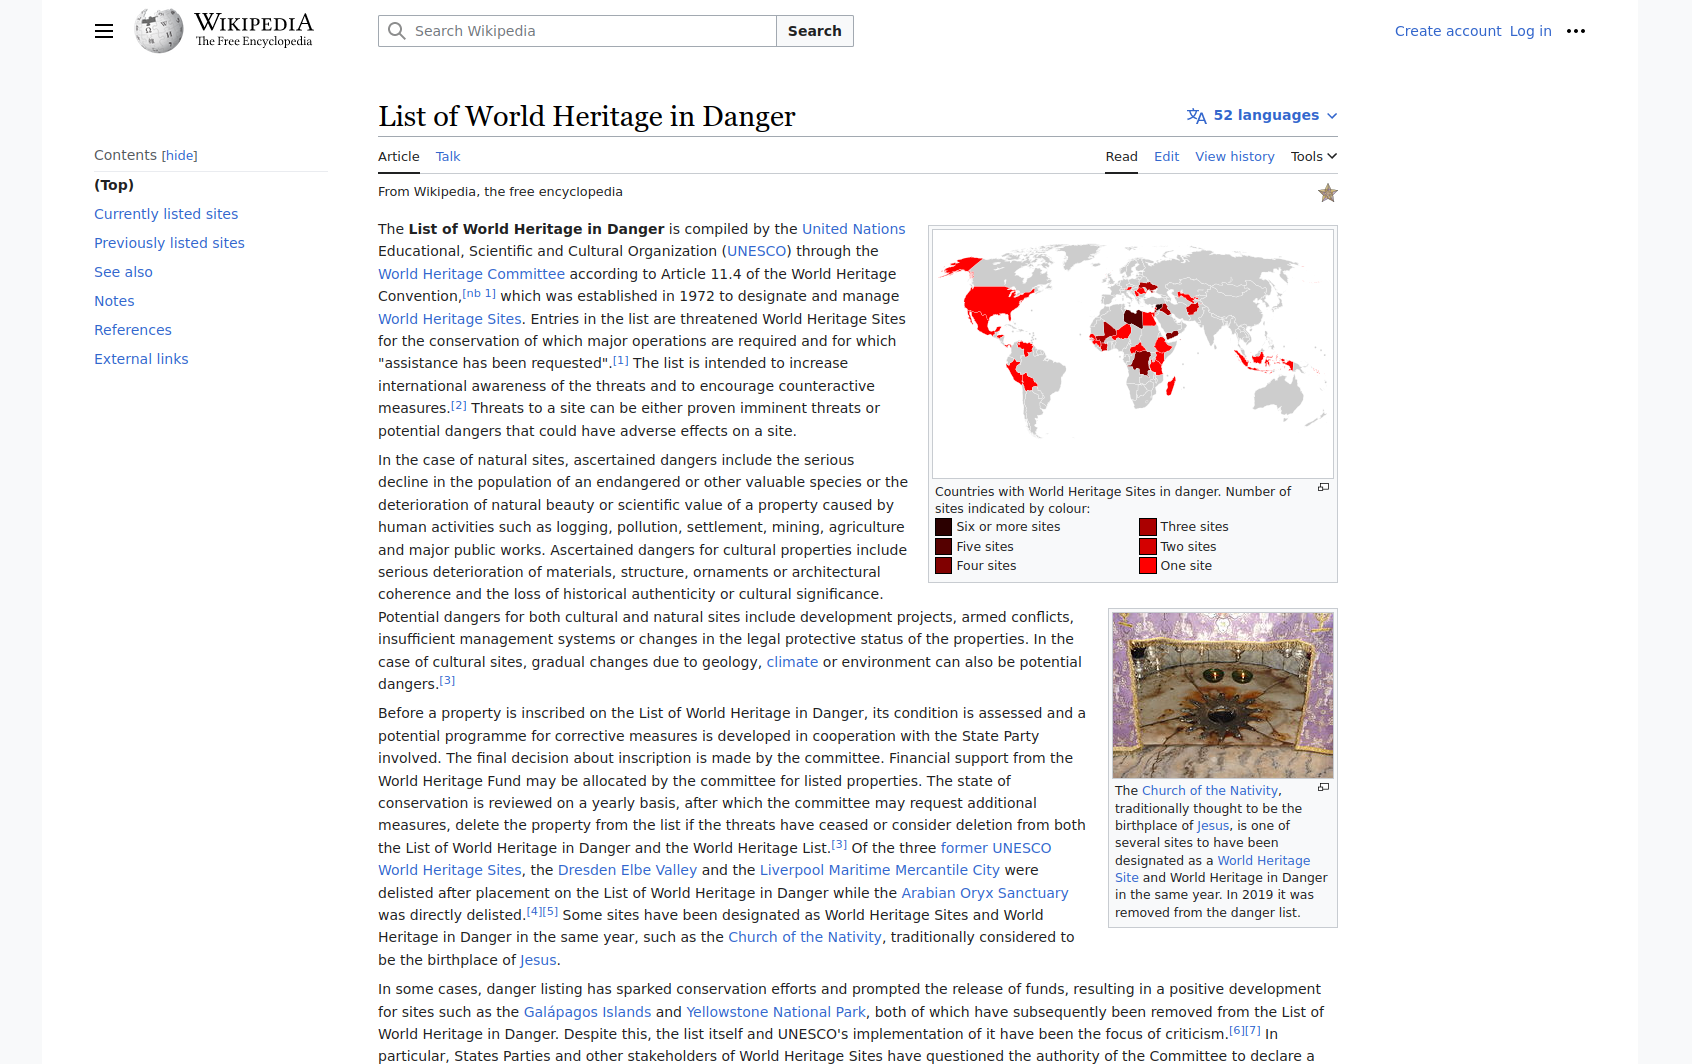 WIKIPEDIA
The Free Encyclopedia
Search Wikipedia
Search
Create account Log in
List of World Heritage in Danger
52 languages
Contents [hide]
(Top)
Currently listed sites
Previously listed sites
See also
Notes
References
External links
Article Talk
Read Edit View history Tools
From Wikipedia, the free encyclopedia
The List of World Heritage in Danger is compiled by the United Nations
Educational, Scientific and Cultural Organization (UNESCO) through the
World Heritage Committee according to Article 11.4 of the World Heritage
Convention,[nb 1] which was established in 1972 to designate and manage
World Heritage Sites. Entries in the list are threatened World Heritage Sites
for the conservation of which major operations are required and for which
"assistance has been requested".[1] The list is intended to increase
international awareness of the threats and to encourage counteractive
measures.[2] Threats to a site can be either proven imminent threats or
potential dangers that could have adverse effects on a site.
Countries with World Heritage Sites in danger. Number of
sites indicated by colour:
Six or more sites
Five sites
Four sites
Three sites
Two sites
One site
In the case of natural sites, ascertained dangers include the serious
decline in the population of an endangered or other valuable species or the
deterioration of natural beauty or scientific value of a property caused by
human activities such as logging, pollution, settlement, mining, agriculture
and major public works. Ascertained dangers for cultural properties include
serious deterioration of materials, structure, ornaments or architectural
coherence and the loss of historical authenticity or cultural significance.
Potential dangers for both cultural and natural sites include development projects, armed conflicts,
insufficient management systems or changes in the legal protective status of the properties. In the
case of cultural sites, gradual changes due to geology, climate or environment can also be potential
dangers.[3]
Before a property is inscribed on the List of World Heritage in Danger, its condition is assessed and a
potential programme for corrective measures is developed in cooperation with the State Party
involved. The final decision about inscription is made by the committee. Financial support from the
World Heritage Fund may be allocated by the committee for listed properties. The state of
conservation is reviewed on a yearly basis, after which the committee may request additional
measures, delete the property from the list if the threats have ceased or consider deletion from both
the List of World Heritage in Danger and the World Heritage List.[3] Of the three former UNESCO
World Heritage Sites, the Dresden Elbe Valley and the Liverpool Maritime Mercantile City were
delisted after placement on the List of World Heritage in Danger while the Arabian Oryx Sanctuary
was directly delisted.[4][5] Some sites have been designated as World Heritage Sites and World
Heritage in Danger in the same year, such as the Church of the Nativity, traditionally considered to
be the birthplace of Jesus.
The Church of the Nativity,
traditionally thought to be the
birthplace of Jesus, is one of
several sites to have been
designated as a World Heritage
Site and World Heritage in Danger
in the same year. In 2019 it was
removed from the danger list.
In some cases, danger listing has sparked conservation efforts and prompted the release of funds, resulting in a positive development
for sites such as the Galápagos Islands and Yellowstone National Park, both of which have subsequently been removed from the List of
World Heritage in Danger. Despite this, the list itself and UNESCO's implementation of it have been the focus of criticism.[6][7] In
particular, States Parties and other stakeholders of World Heritage Sites have questioned the authority of the Committee to declare a